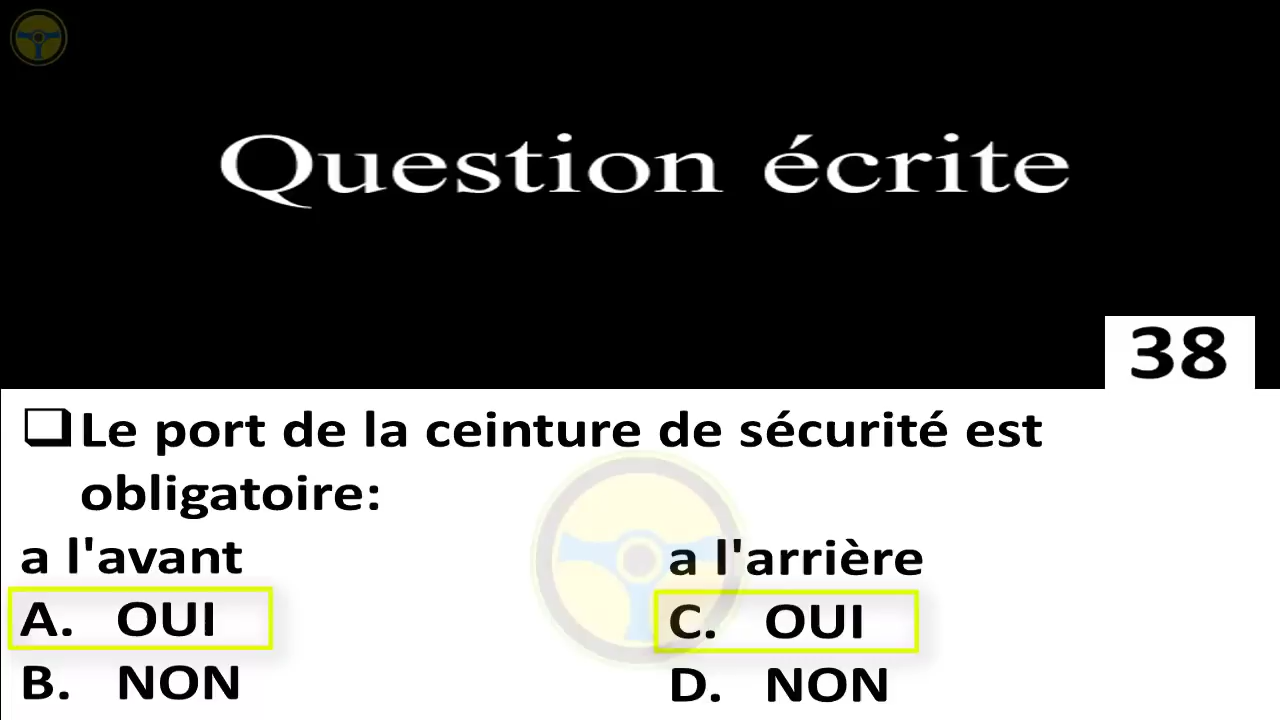 Question écrite
38
❑Le port de la ceinture de sécurité est
obligatoire:
a l'avant
a l'arrière
A. OUI
C. OUI
B. NON
D. NON